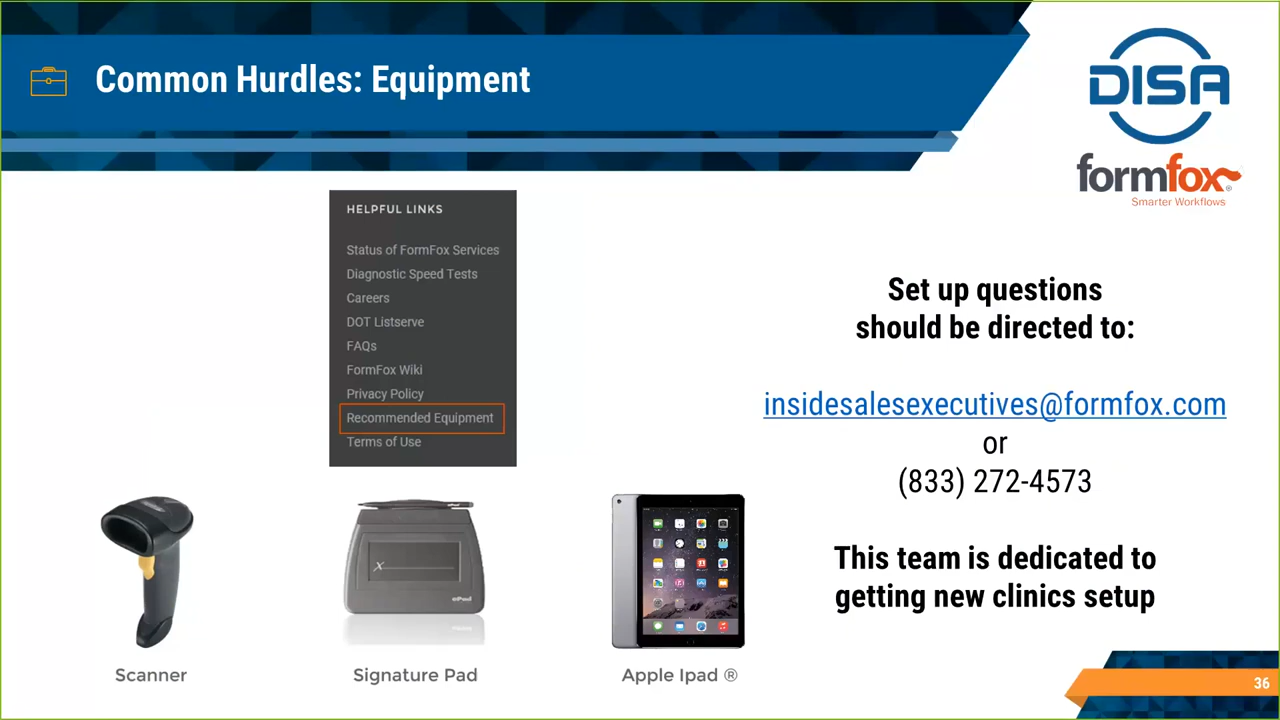 Common Hurdles: Equipment
DISA
formfox®
Smarter Workflows
HELPFUL LINKS
Status of FormFox Services
Diagnostic Speed Tests
Careers
DOT Listserve
FAQs
FormFox Wiki
Privacy Policy
Recommended Equipment
Terms of Use
Set up questions
should be directed to:
insidesalesexecutives@formfox.com
or
(833) 272-4573
This team is dedicated to
getting new clinics setup
X
ePad
Scanner
Signature Pad
Apple Ipad ®
36